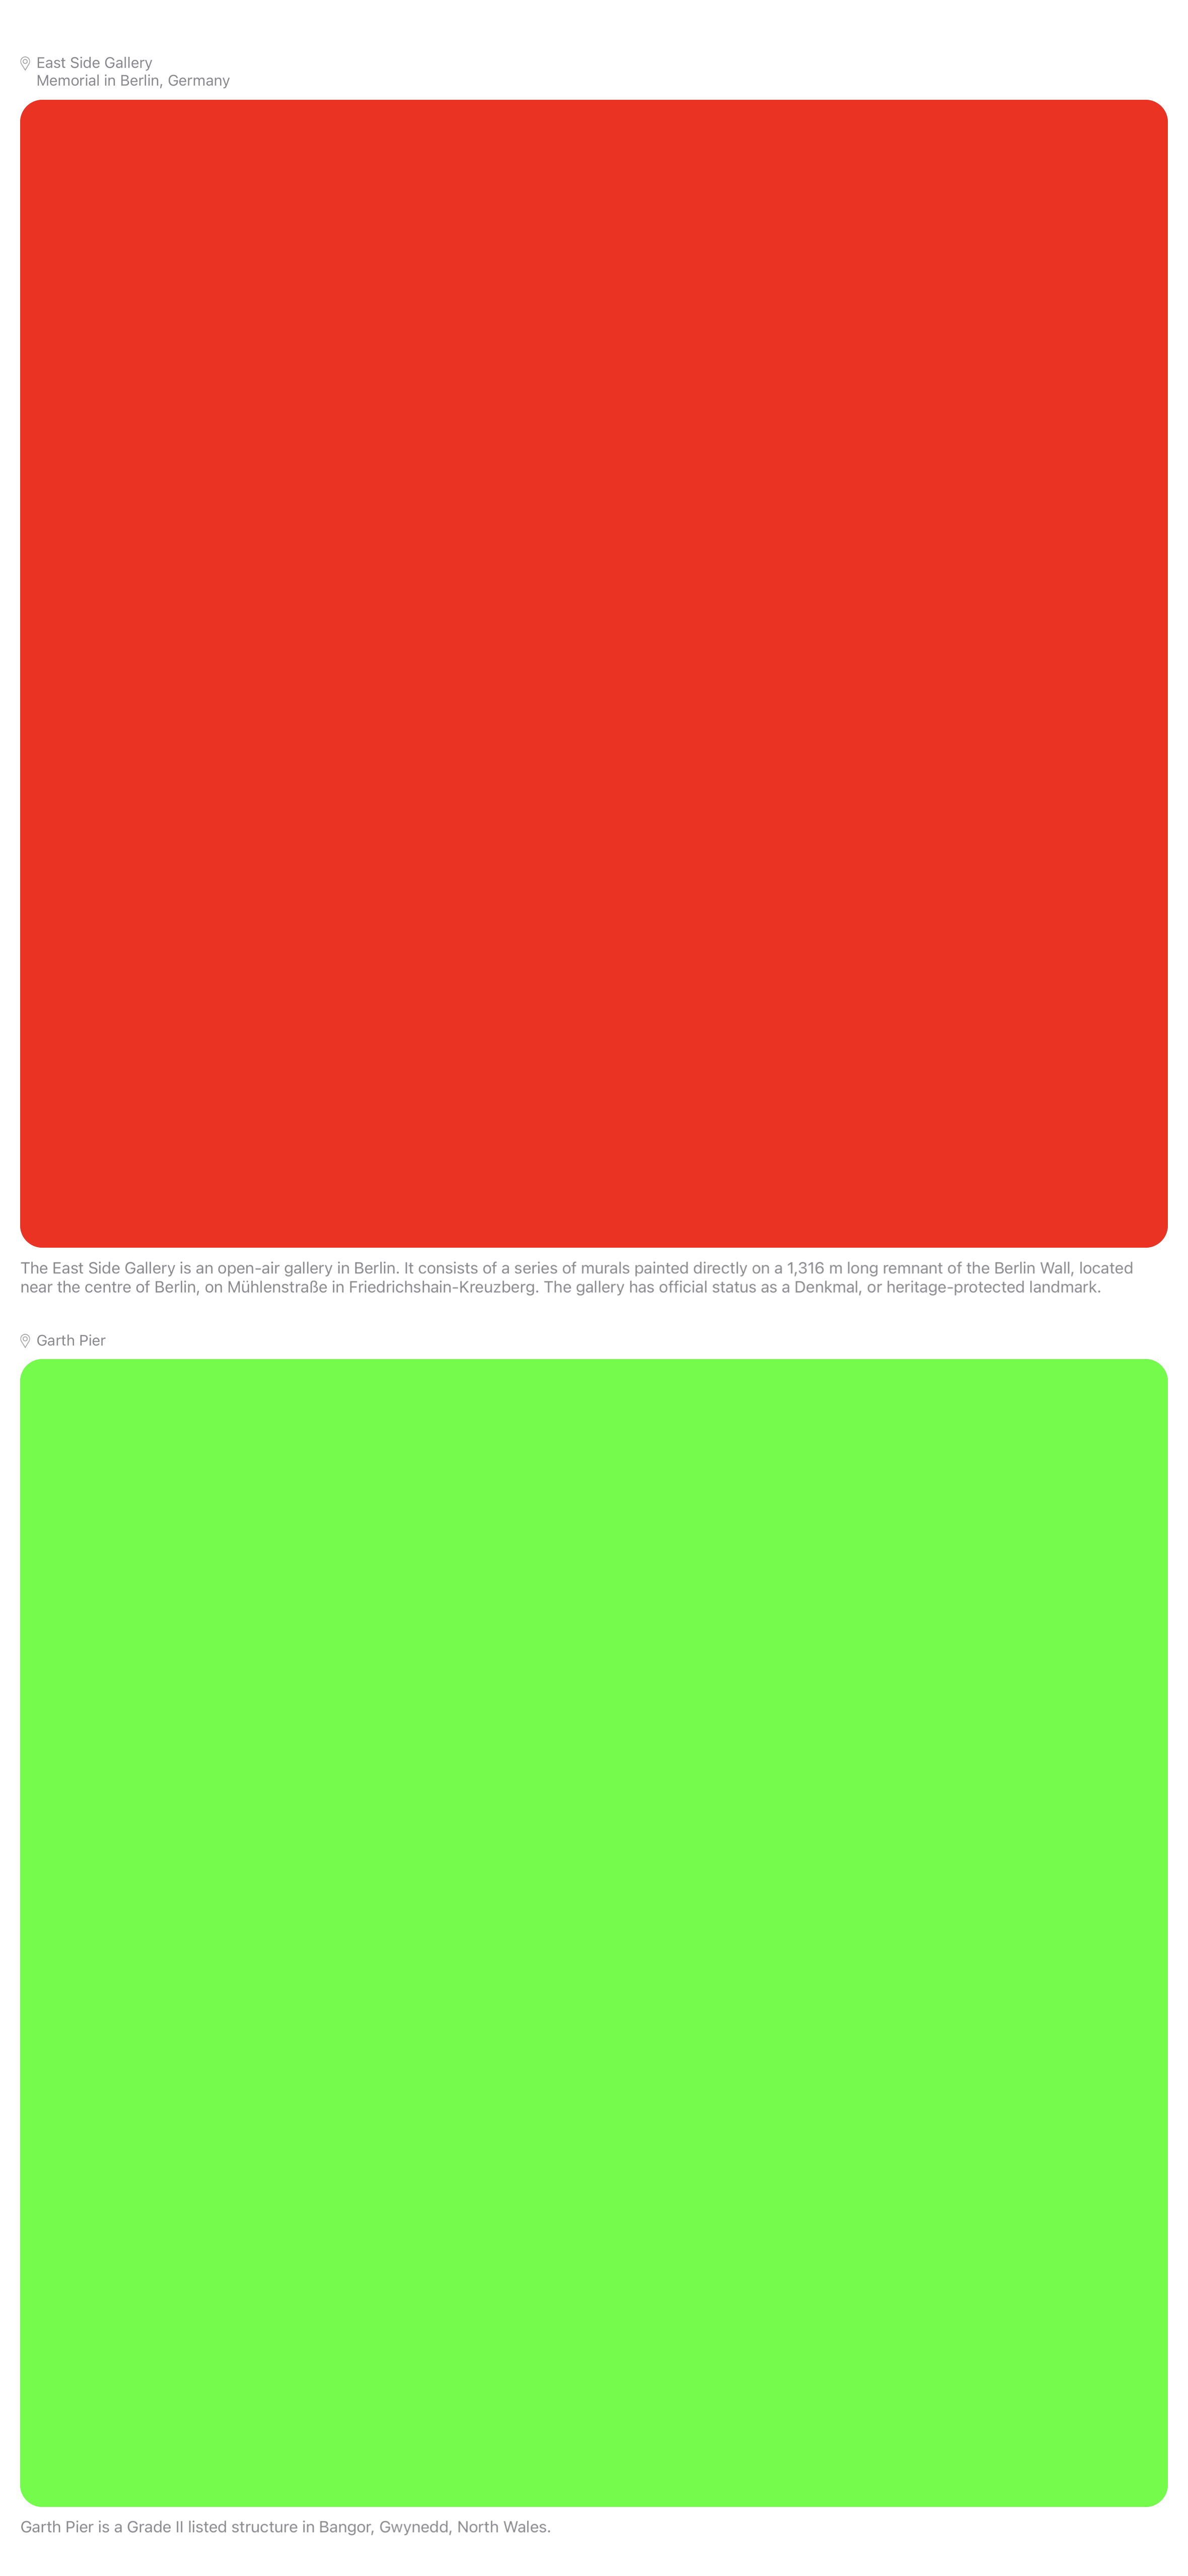 East Side Gallery
Memorial in Berlin, Germany
The East Side Gallery is an open-air gallery in Berlin. It consists of a series of murals painted directly on a 1,316 m long remnant of the Berlin Wall, located
near the centre of Berlin, on Mühlenstraße in Friedrichshain-Kreuzberg. The gallery has official status as a Denkmal, or heritage-protected landmark.
Garth Pier
Garth Pier is a Grade II listed structure in Bangor, Gwynedd, North Wales.